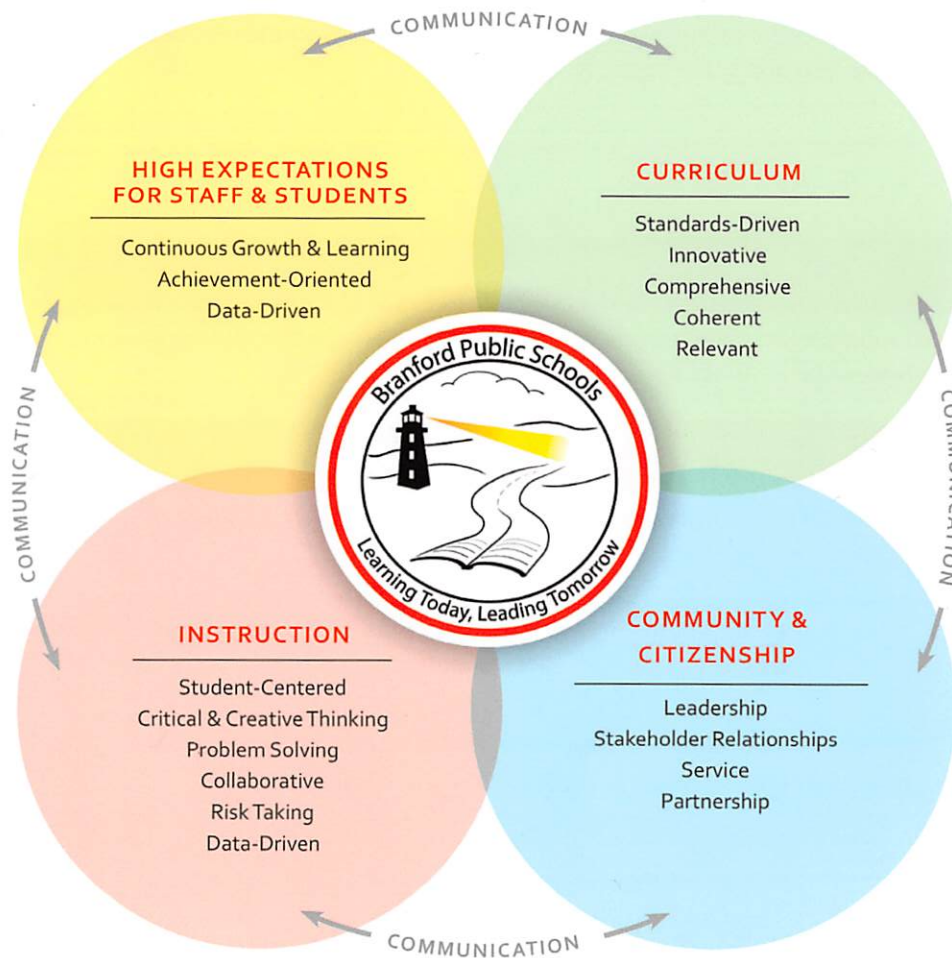 COMMUNICATION
HIGH EXPECTATIONS
FOR STAFF & STUDENTS
Continuous Growth & Learning
Achievement-Oriented
Data-Driven
CURRICULUM
Standards-Driven
Innovative
Comprehensive
Coherent
Relevant
COMMUNICATION
COMMUNICATION
Branford Public Schools
Learning Today, Leading Tomorrow
INSTRUCTION
Student-Centered
Critical & Creative Thinking
Problem Solving
Collaborative
Risk Taking
Data-Driven
COMMUNITY &
CITIZENSHIP
Leadership
Stakeholder Relationships
Service
Partnership
COMMUNICATION